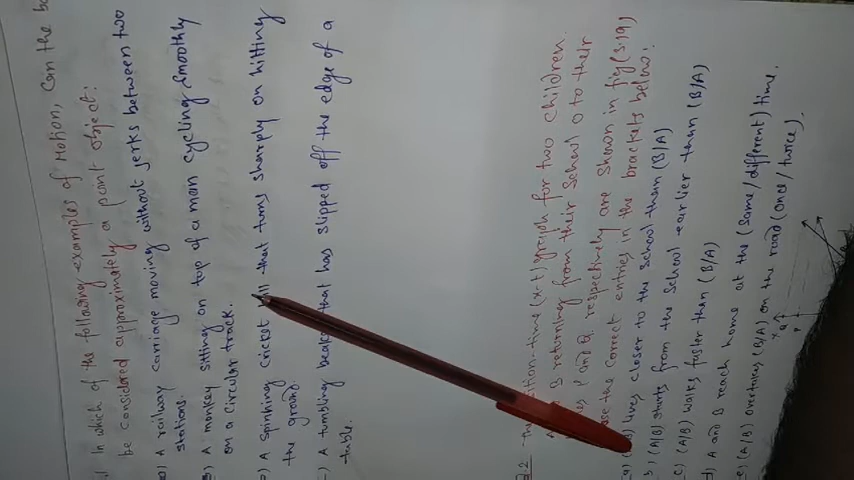 .1 In which of the following examples of Motion, Can the bo
be considered approximately a point object:
a) A railway carriage moving without jerks between two
stations.
b) A monkey sitting on top of a man cycling smoothly
on a circular track.
c) A spinning cricket that turns sharply on hitting
the ground
A tumbling beaker that has slipped off the edge of a
table.
Q.2 position-time (x-t) graph for two children
B returning from their School O to their
P and Q respectively are shown in fig (3.19)
the correct entries in the brackets below:
(a) lives closer to the School than (B/A)
b) (A/B) starts from the School earlier than (B/A)
c) (A/B) walks faster than (B/A)
d) A and B reach home at the (same/different) time.
e) (A/B) overtakes (B/A) on the road (once/twice).
x
Q
P